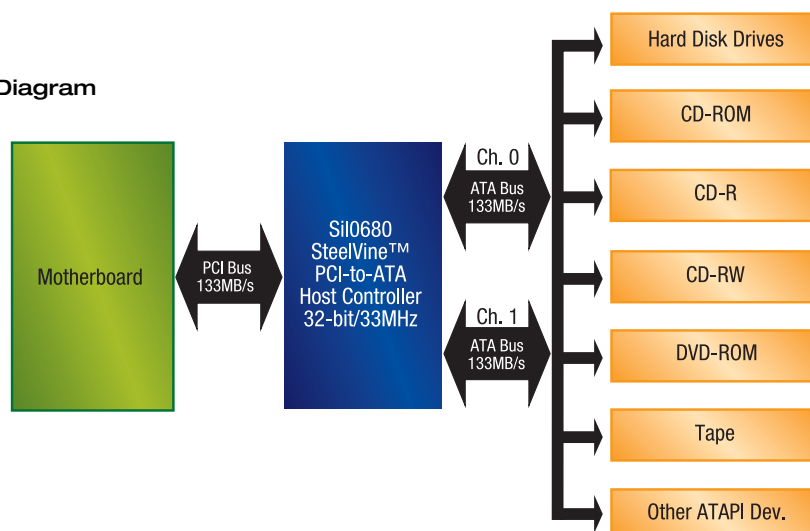 Diagram
Motherboard
PCI Bus
133MB/s
SiI0680
SteelVine™
PCI-to-ATA
Host Controller
32-bit/33MHz
Ch. 0
ATA Bus
133MB/s
Ch. 1
ATA Bus
133MB/s
Hard Disk Drives
CD-ROM
CD-R
CD-RW
DVD-ROM
Tape
Other ATAPI Dev.